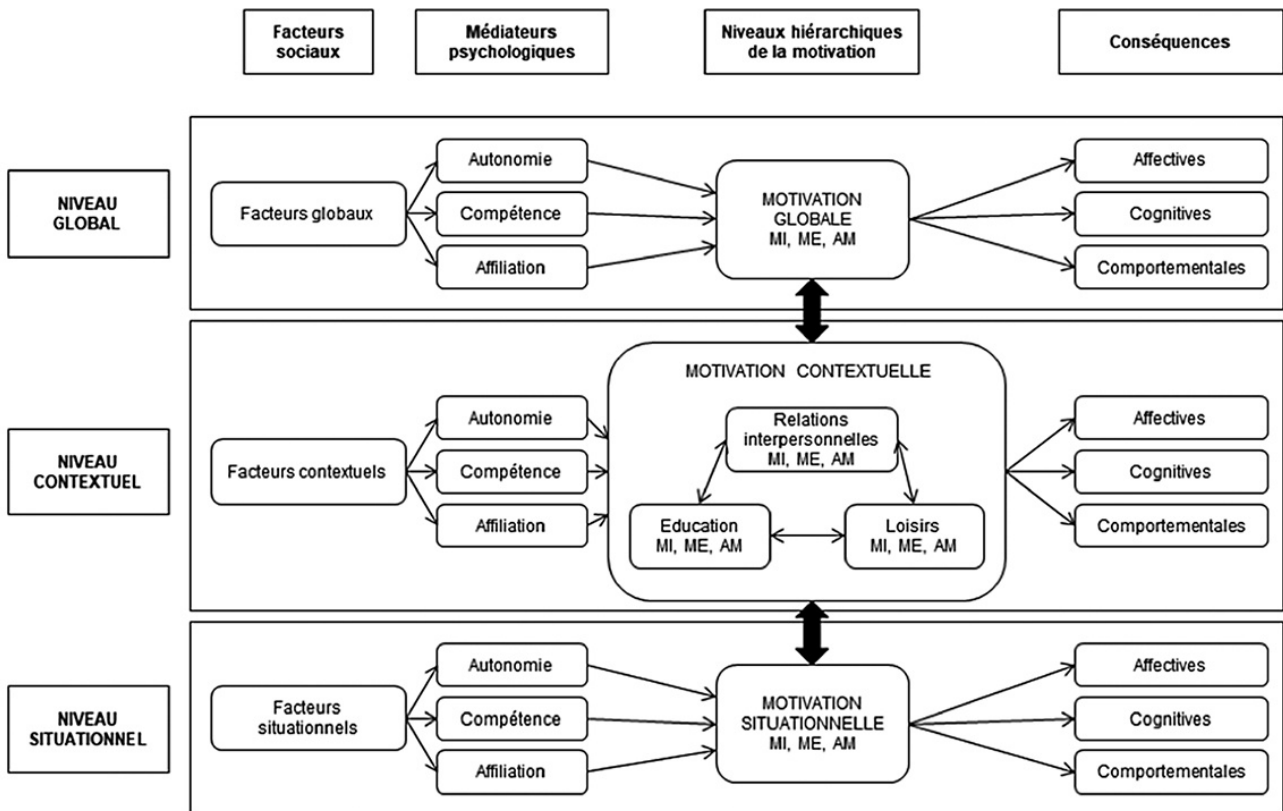 Facteurs
sociaux
Médiateurs
psychologiques
Niveaux hiérarchiques
de la motivation
Conséquences
NIVEAU
GLOBAL
Facteurs globaux
Autonomie
Compétence
Affiliation
MOTIVATION
GLOBALE
MI, ME, AM
Affectives
Cognitives
Comportementales
NIVEAU
CONTEXTUEL
Facteurs contextuels
Autonomie
Compétence
Affiliation
MOTIVATION CONTEXTUELLE
Relations
interpersonnelles
MI, ME, AM
Education
MI, ME, AM
Loisirs
MI, ME, AM
Affectives
Cognitives
Comportementales
NIVEAU
SITUATIONNEL
Facteurs
situationnels
Autonomie
Compétence
Affiliation
MOTIVATION
SITUATIONNELLE
MI, ME, AM
Affectives
Cognitives
Comportementales